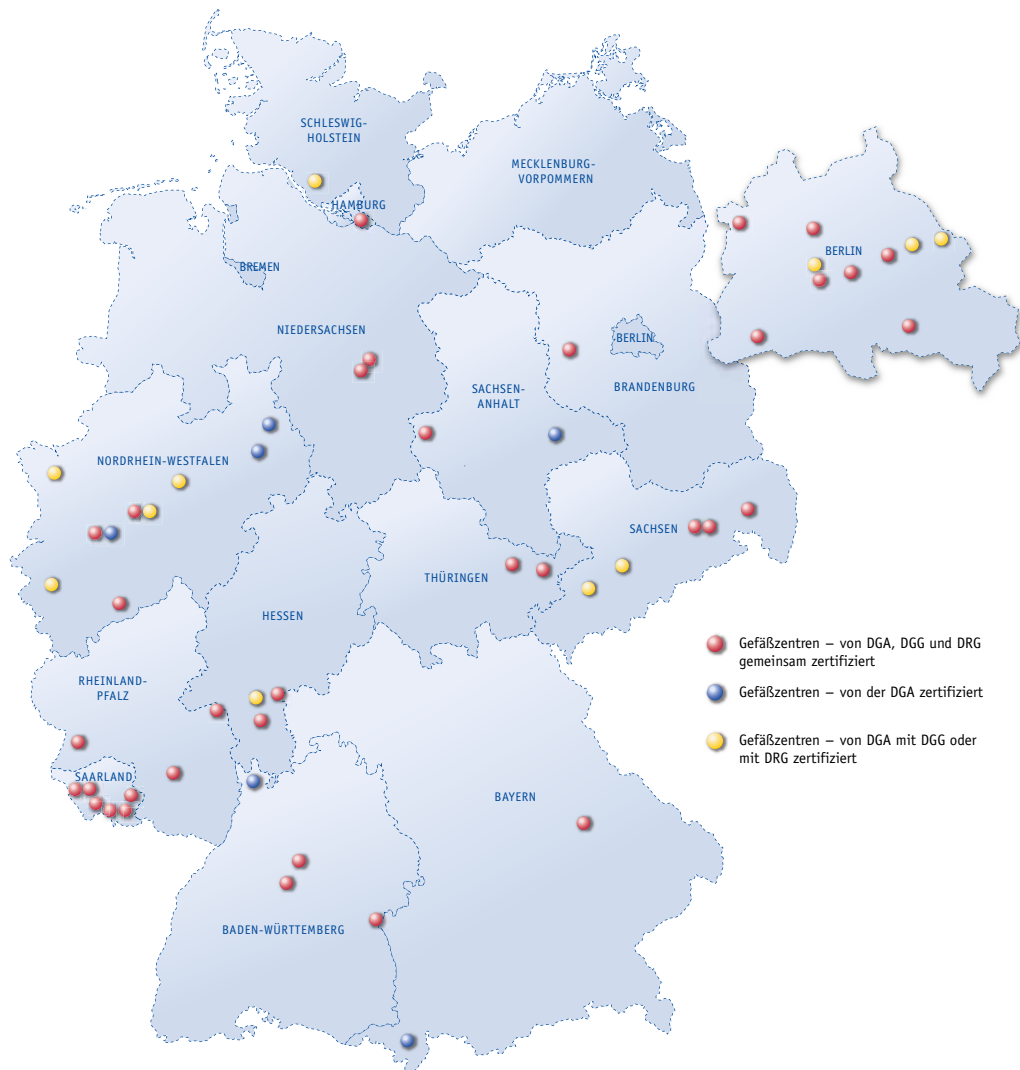 SCHLESWIG-
HOLSTEIN
MECKLENBURG-
VORPOMMERN
HAMBURG
BREMEN
BERLIN
NIEDERSACHSEN
BERLIN
SACHSEN-
ANHALT
BRANDENBURG
NORDRHEIN-WESTFALEN
SACHSEN
THÜRINGEN
HESSEN
RHEINLAND-
PFALZ
SAARLAND
BAYERN
BADEN-WÜRTTEMBERG
Gefäßzentren – von DGA, DGG und DRG
gemeinsam zertifiziert
Gefäßzentren – von der DGA zertifiziert
Gefäßzentren – von DGA mit DGG oder
mit DRG zertifiziert